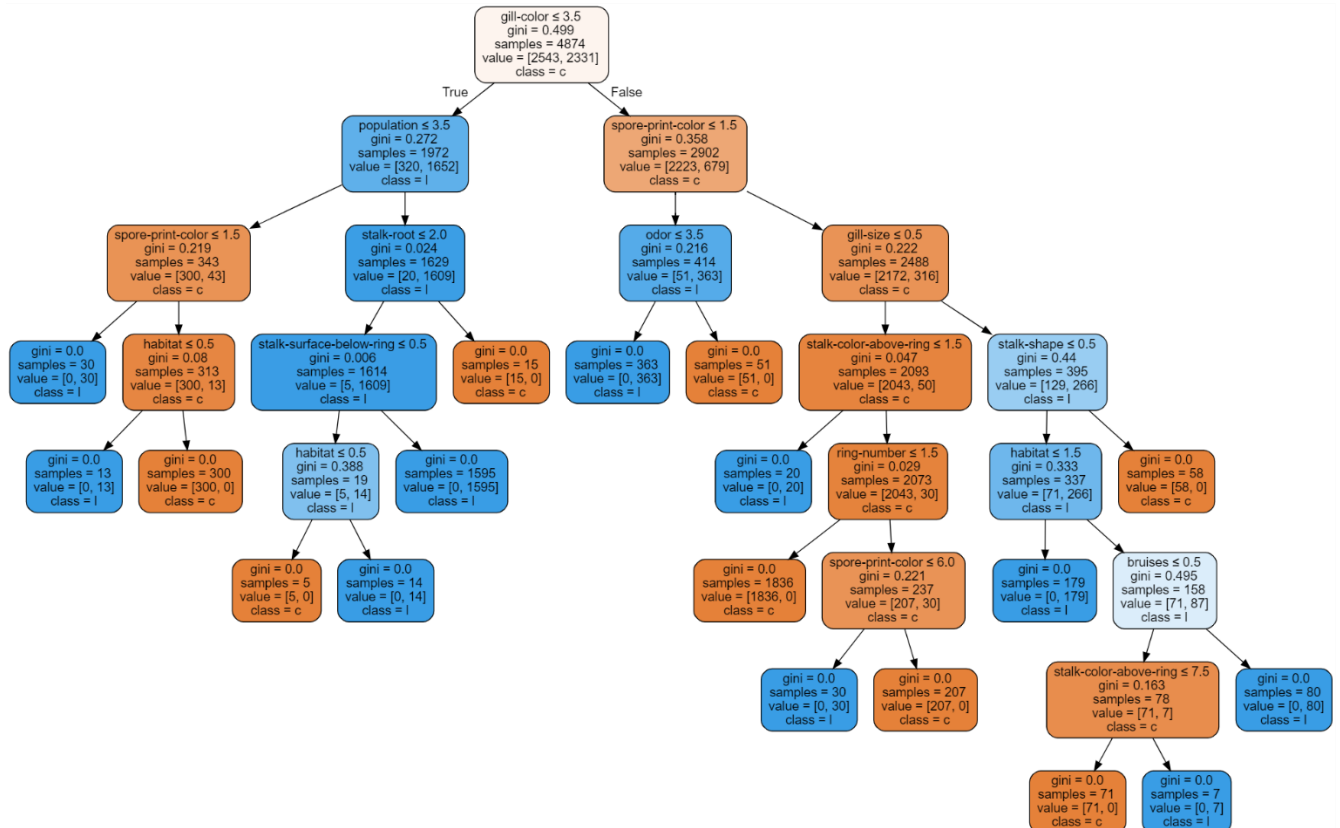 gill-color ≤ 3.5
gini = 0.499
samples = 4874
value = [2543, 2331]
class = c
True
False
population ≤ 3.5
gini = 0.272
samples = 1972
value = [320, 1652]
class = l
spore-print-color ≤ 1.5
gini = 0.358
samples = 2902
value = [2223, 679]
class = c
spore-print-color ≤ 1.5
gini = 0.219
samples = 343
value = [300, 43]
class = c
stalk-root ≤ 2.0
gini = 0.024
samples = 1629
value = [20, 1609]
class = l
odor ≤ 3.5
gini = 0.216
samples = 414
value = [51, 363]
class = l
gill-size ≤ 0.5
gini = 0.222
samples = 2488
value = [2172, 316]
class = c
gini = 0.0
samples = 30
value = [0, 30]
class = l
habitat ≤ 0.5
gini = 0.08
samples = 313
value = [300, 13]
class = c
stalk-surface-below-ring ≤ 0.5
gini = 0.006
samples = 1614
value = [5, 1609]
class = l
gini = 0.0
samples = 15
value = [15, 0]
class = c
gini = 0.0
samples = 363
value = [0, 363]
class = l
gini = 0.0
samples = 51
value = [51, 0]
class = c
stalk-color-above-ring ≤ 1.5
gini = 0.047
samples = 2093
value = [2043, 50]
class = c
stalk-shape ≤ 0.5
gini = 0.44
samples = 395
value = [129, 266]
class = l
gini = 0.0
samples = 13
value = [0, 13]
class = l
gini = 0.0
samples = 300
value = [300, 0]
class = c
habitat ≤ 0.5
gini = 0.388
samples = 19
value = [5, 14]
class = l
gini = 0.0
samples = 1595
value = [0, 1595]
class = l
gini = 0.0
samples = 20
value = [0, 20]
class = l
ring-number ≤ 1.5
gini = 0.029
samples = 2073
value = [2043, 30]
class = c
habitat ≤ 1.5
gini = 0.333
samples = 337
value = [71, 266]
class = l
gini = 0.0
samples = 58
value = [58, 0]
class = c
gini = 0.0
samples = 5
value = [5, 0]
class = c
gini = 0.0
samples = 14
value = [0, 14]
class = l
gini = 0.0
samples = 1836
value = [1836, 0]
class = c
spore-print-color ≤ 6.0
gini = 0.221
samples = 237
value = [207, 30]
class = c
gini = 0.0
samples = 179
value = [0, 179]
class = l
bruises ≤ 0.5
gini = 0.495
samples = 158
value = [71, 87]
class = l
gini = 0.0
samples = 30
value = [0, 30]
class = l
gini = 0.0
samples = 207
value = [207, 0]
class = c
stalk-color-above-ring ≤ 7.5
gini = 0.163
samples = 78
value = [71, 7]
class = c
gini = 0.0
samples = 80
value = [0, 80]
class = l
gini = 0.0
samples = 71
value = [71, 0]
class = c
gini = 0.0
samples = 7
value = [0, 7]
class = l